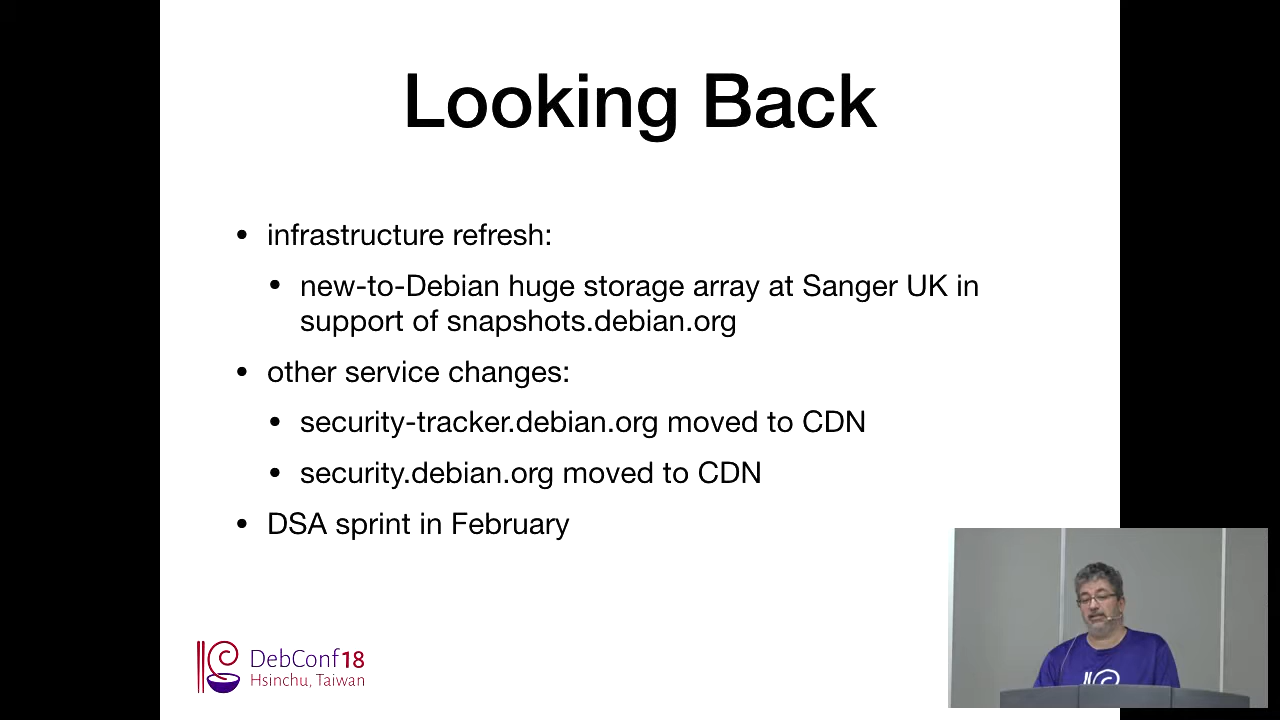 Looking Back
• infrastructure refresh:
• new-to-Debian huge storage array at Sanger UK in
support of snapshots.debian.org
• other service changes:
• security-tracker.debian.org moved to CDN
• security.debian.org moved to CDN
• DSA sprint in February
DebConf18
Hsinchu, Taiwan